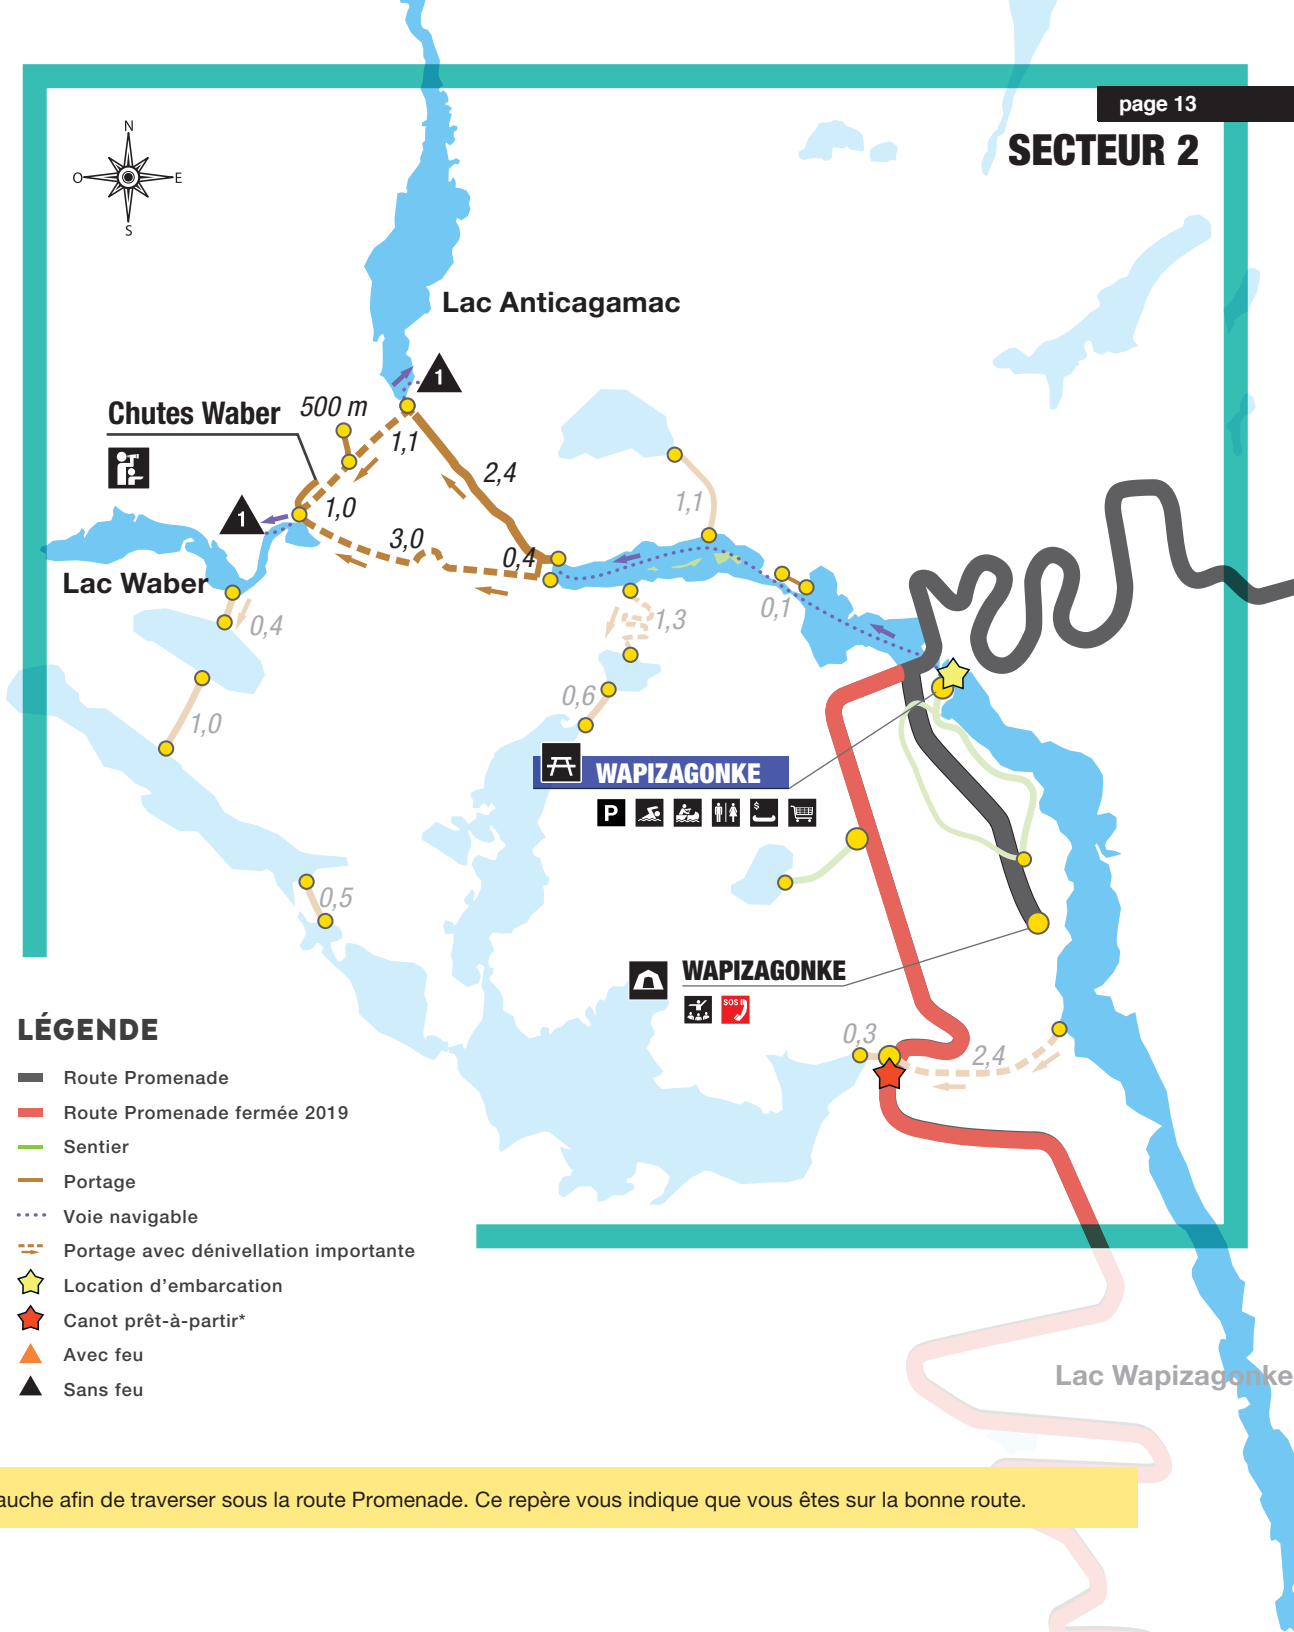 page 13
SECTEUR 2
N
O
E
S
Lac Anticagamac
1
Chutes Waber
500 m
1,1
2,4
1,1
1
1,0
3,0
0,4
Lac Waber
0,4
1,3
0,1
0,6
1,0
WAPIZAGONKE
P
$
0,5
WAPIZAGONKE
SOS
0,3
2,4
LÉGENDE
Route Promenade
Route Promenade fermée 2019
Sentier
Portage
Voie navigable
Portage avec dénivellation importante
Location d'embarcation
Canot prêt-à-partir*
Avec feu
Sans feu
Lac Wapizagonke
auche afin de traverser sous la route Promenade. Ce repère vous indique que vous êtes sur la bonne route.